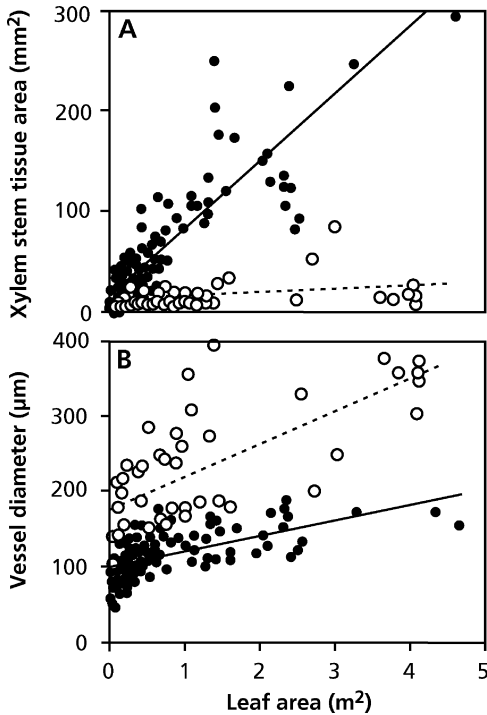 A
Xylem stem tissue area (mm2)
300
200
100
0
B
Vessel diameter (µm)
400
300
200
100
0
0 1 2 3 4 5
Leaf area (m2)